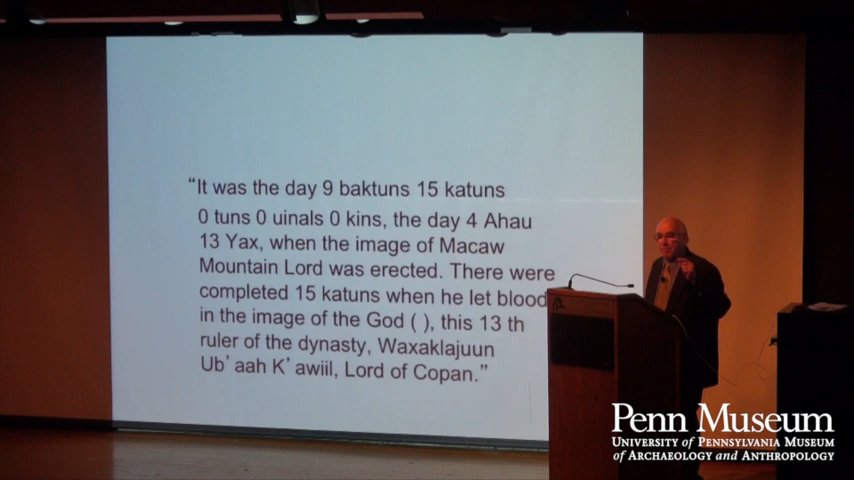 “It was the day 9 baktuns 15 katuns
0 tuns 0 uinals 0 kins, the day 4 Ahau
13 Yax, when the image of Macaw
Mountain Lord was erected. There were
completed 15 katuns when he let blood
in the image of the God ( ), this 13 th
ruler of the dynasty, Waxaklajuun
Ub’aah K’awiil, Lord of Copan.”
Penn Museum
University of Pennsylvania Museum
of Archaeology and Anthropology